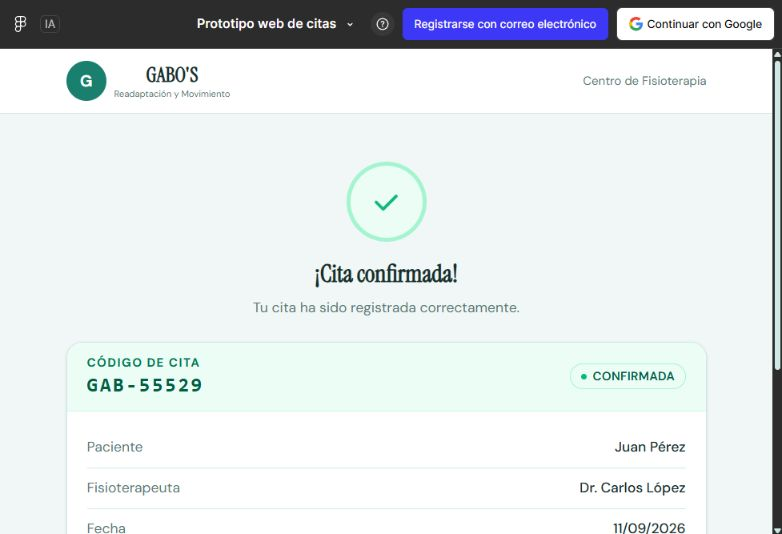 IA
Prototipo web de citas
Registrarse con correo electrónico
Continuar con Google
G
GABO'S
Readaptación y Movimiento
Centro de Fisioterapia
¡Cita confirmada!
Tu cita ha sido registrada correctamente.
CÓDIGO DE CITA
GAB-55529
CONFIRMADA
Paciente
Juan Pérez
Fisioterapeuta
Dr. Carlos López
Fecha
11/09/2026